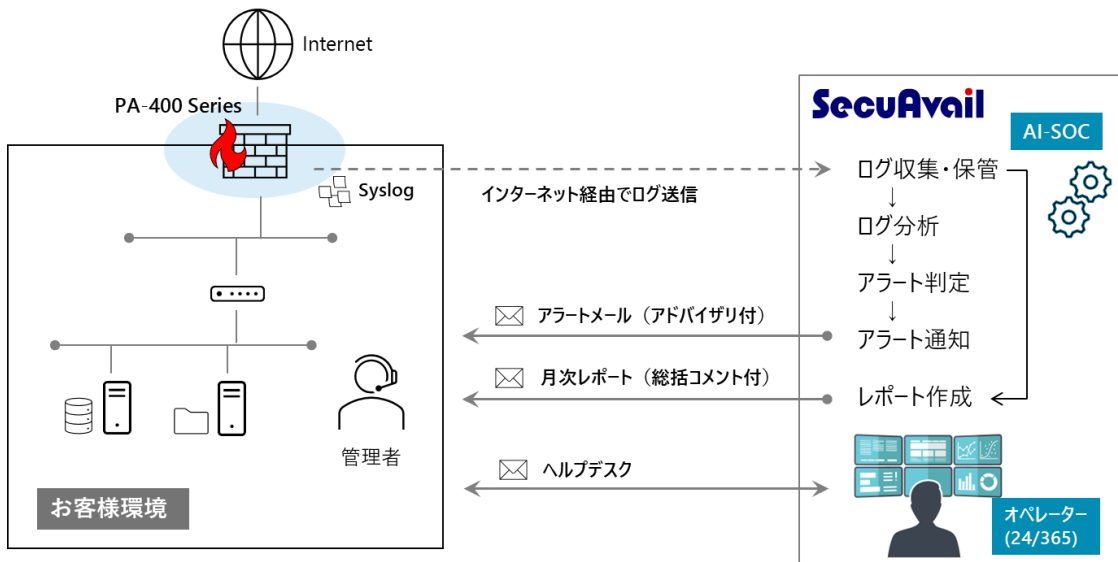 Internet
PA-400 Series
SecuAvail
AI-SOC
Syslog
インターネット経由でログ送信
ログ収集・保管
↓
ログ分析
↓
アラート判定
↓
アラート通知
アラートメール（アドバイザリ付）
月次レポート（総括コメント付）
レポート作成
管理者
ヘルプデスク
お客様環境
オペレーター
(24/365)